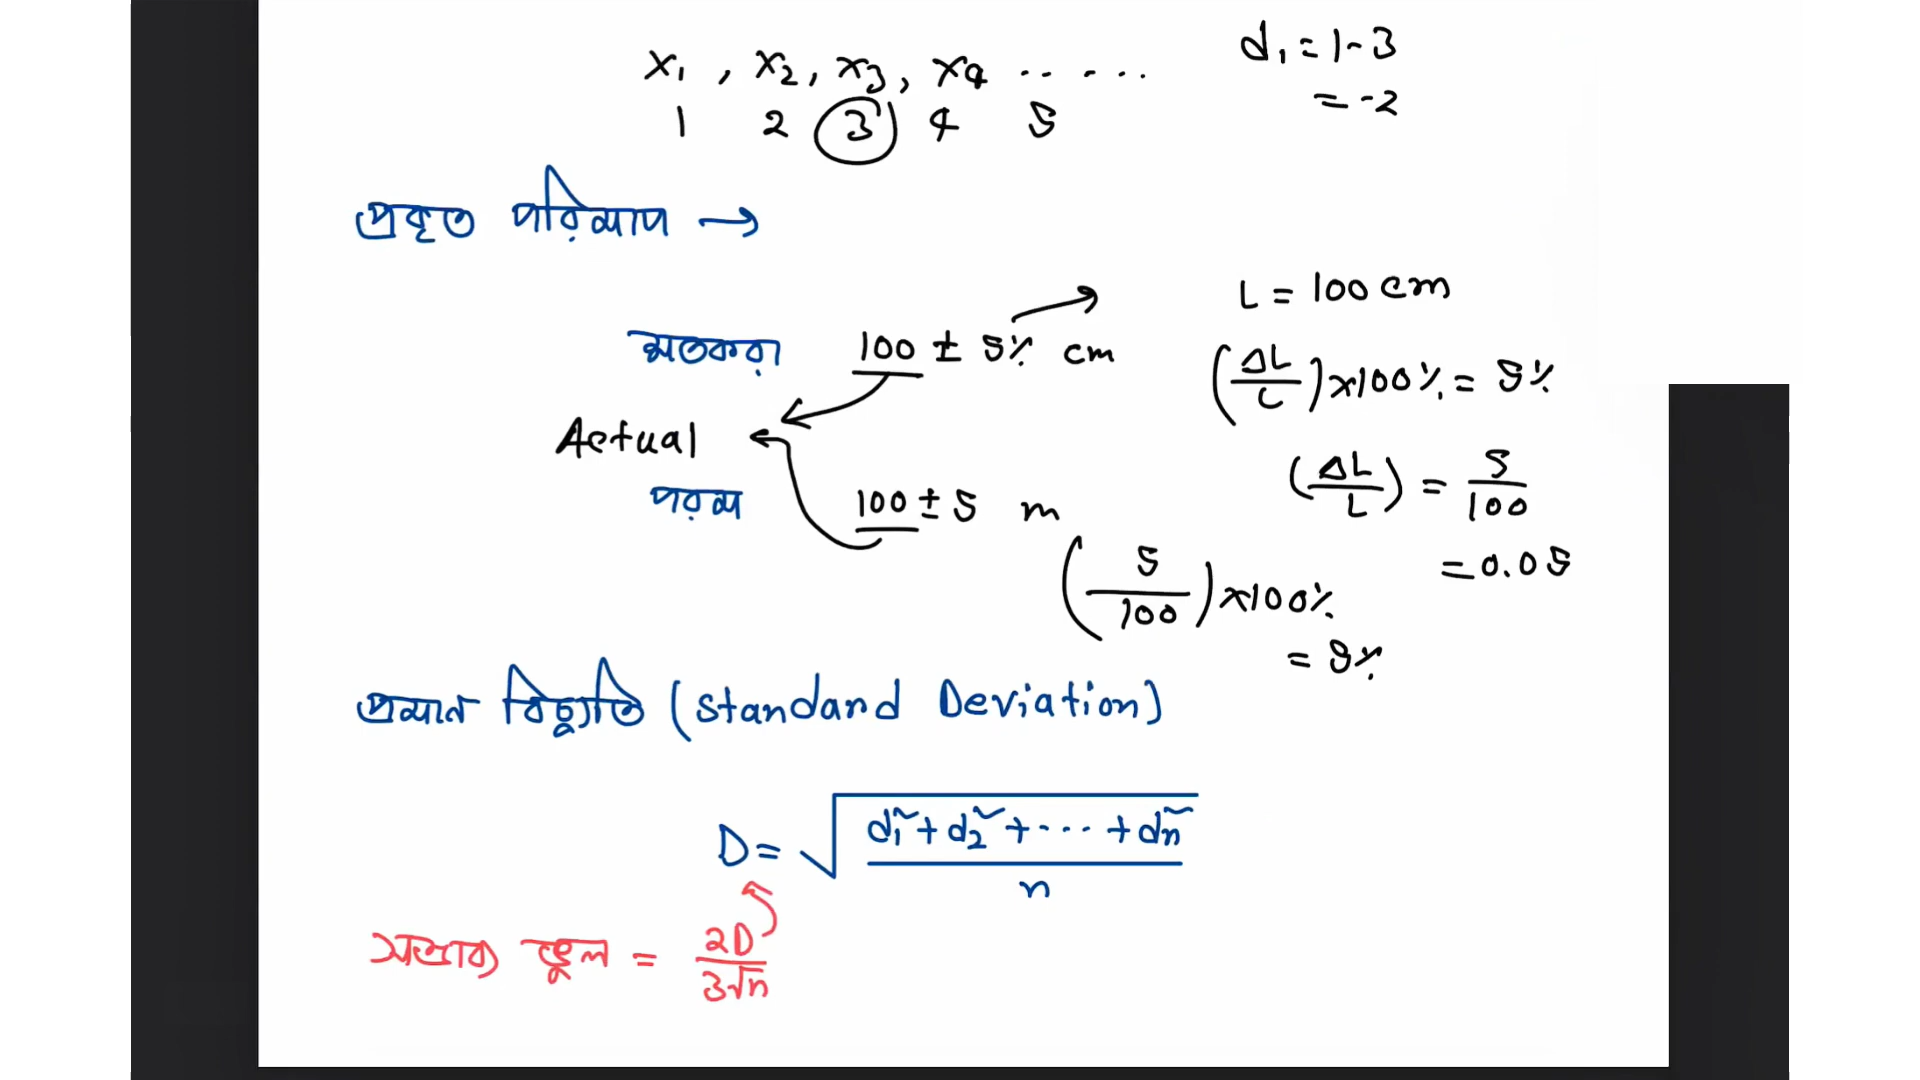 x₁ , x₂, x₃, x₄ .. - ...
1 2 3 4 5
d₁ = 1-3
= -2
প্রকৃত পরিমাপ →
L = 100 cm
শতকরা 100 ± 5% cm
(ΔL/L)×100% = 5%
Actual
(ΔL/L) = 5/100
= 0.05
পরম 100 ± 5 m
(5/100)×100%
= 5%
প্রমাণ বিচ্যুতি (Standard Deviation)
D = √((d₁² + d₂² + - ... + dn²)/n)
সম্ভাব্য ভুল = 2D/3√n